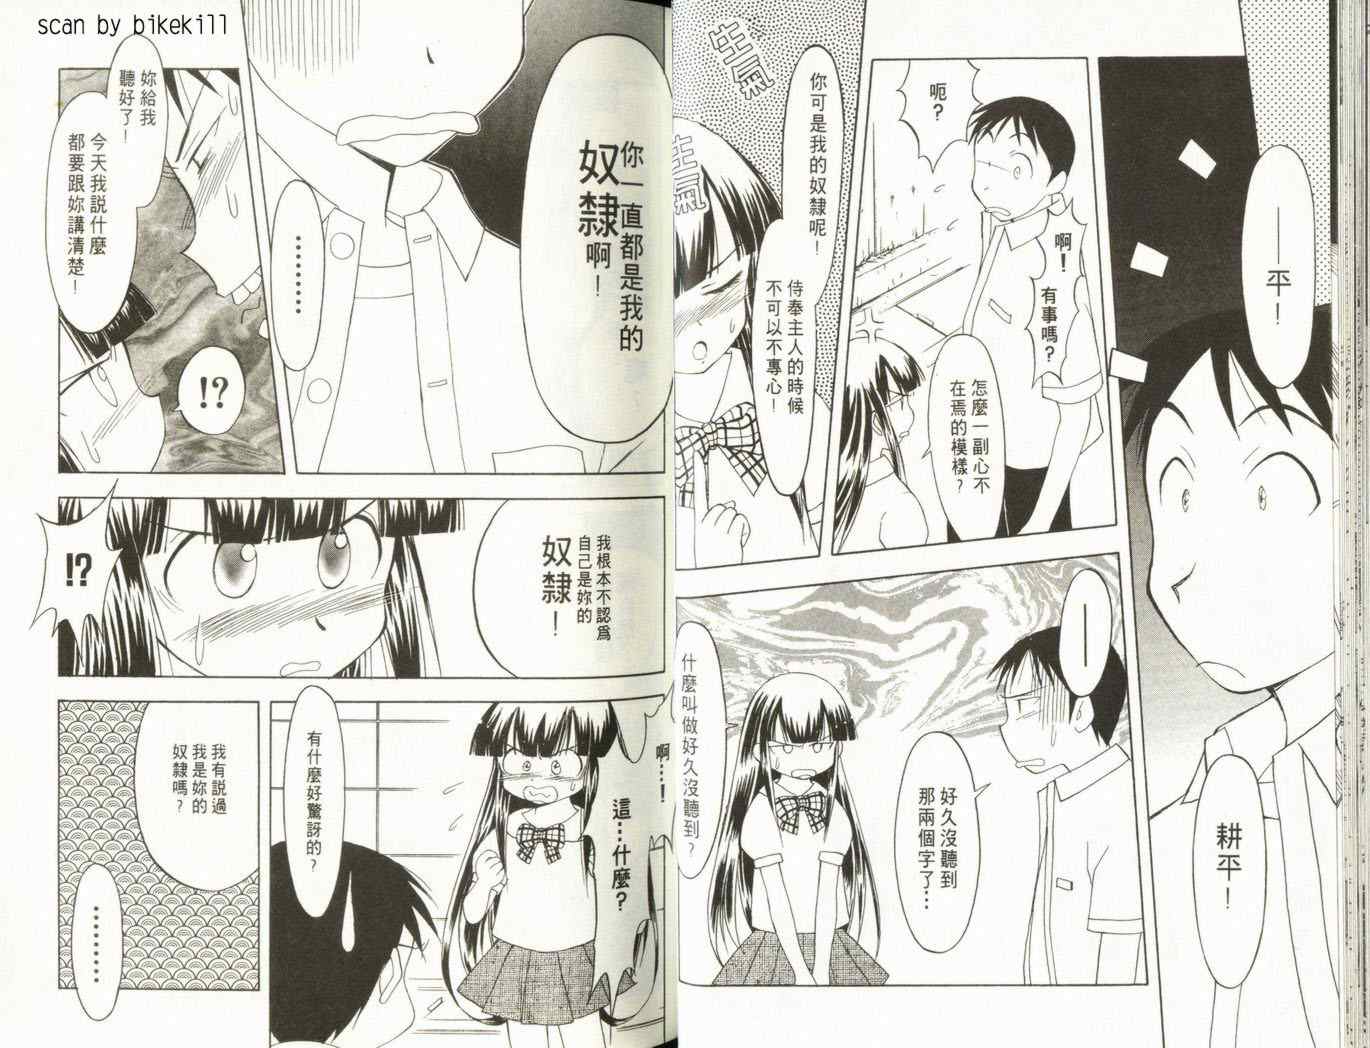 scan by bikekill
——平！
耕平！
呃？
啊！
有事嗎？
怎麼一副心不
在焉的模樣？
生氣
生氣
你可是我的奴隸呢！
侍奉主人的時候
不可以不專心！
——
好久沒聽到
那兩個字了…
什麼叫做好久沒聽到？
你一直都是我的
奴隸啊！
………
妳給我
聽好了！
今天我說什麼
都要跟妳講清楚！
!?
我根本不認爲
自己是妳的
奴隸！
!?
啊…！
這…什麼？
有什麼好驚訝的？
我有說過
我是妳的
奴隸嗎？
………